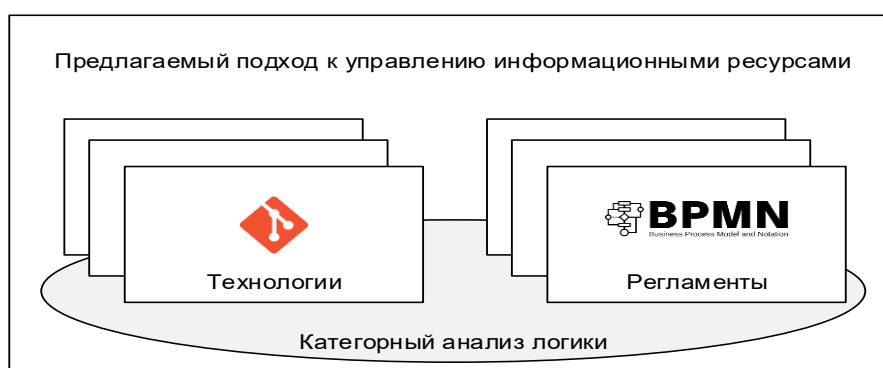 Предлагаемый подход к управлению информационными ресурсами
BPMN
Business Process Model and Notation
Технологии
Регламенты
Категорный анализ логики